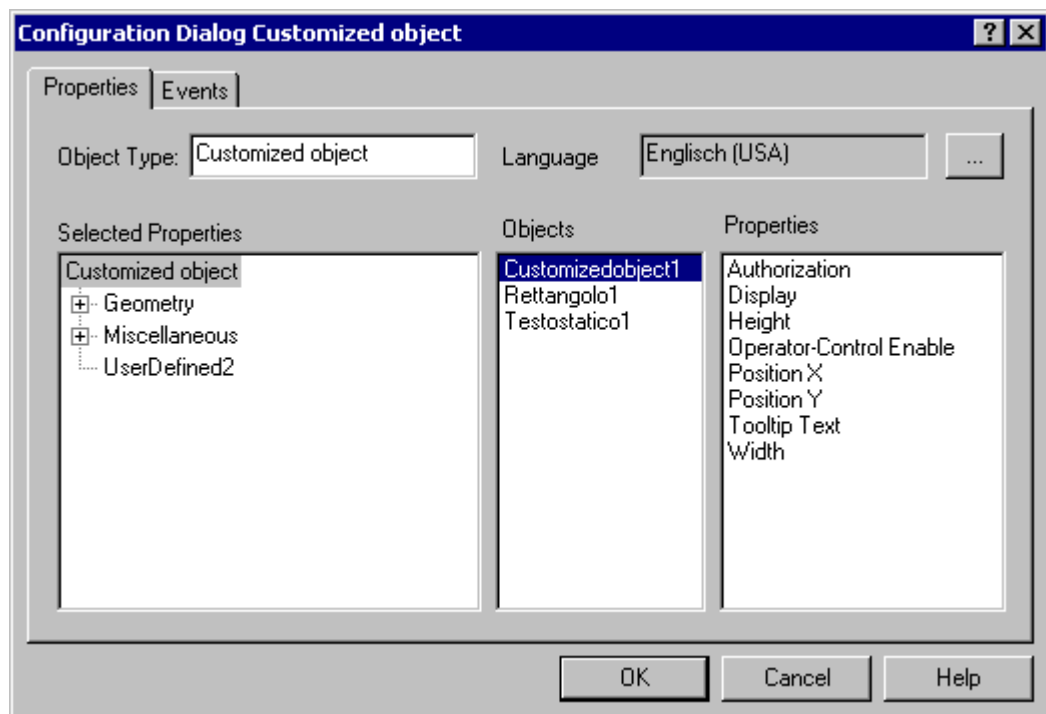 Configuration Dialog Customized object
Properties Events
Object Type: Customized object Language Englisch (USA) ...
Selected Properties Objects Properties
Customized object
Geometry
Miscellaneous
UserDefined2
Customizedobject1
Rettangolo1
Testostatico1
Authorization
Display
Height
Operator-Control Enable
Position X
Position Y
Tooltip Text
Width
OK Cancel Help